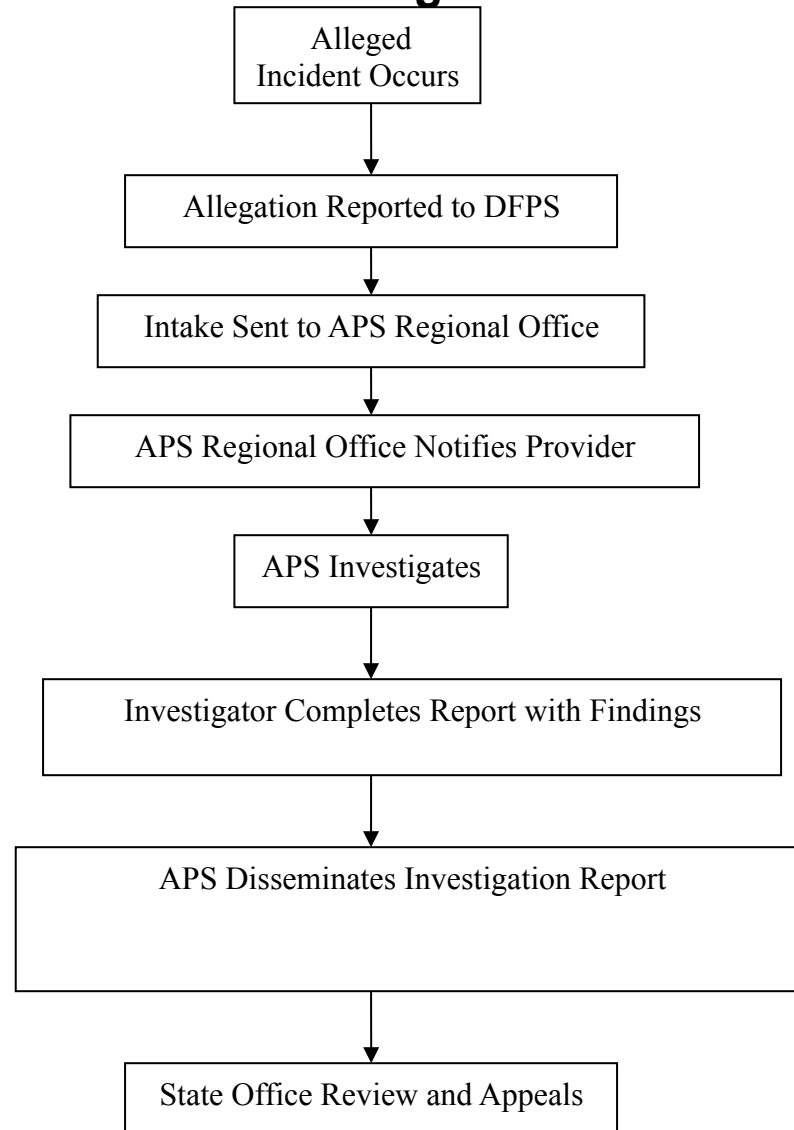 Alleged
Incident Occurs
Allegation Reported to DFPS
Intake Sent to APS Regional Office
APS Regional Office Notifies Provider
APS Investigates
Investigator Completes Report with Findings
APS Disseminates Investigation Report
State Office Review and Appeals